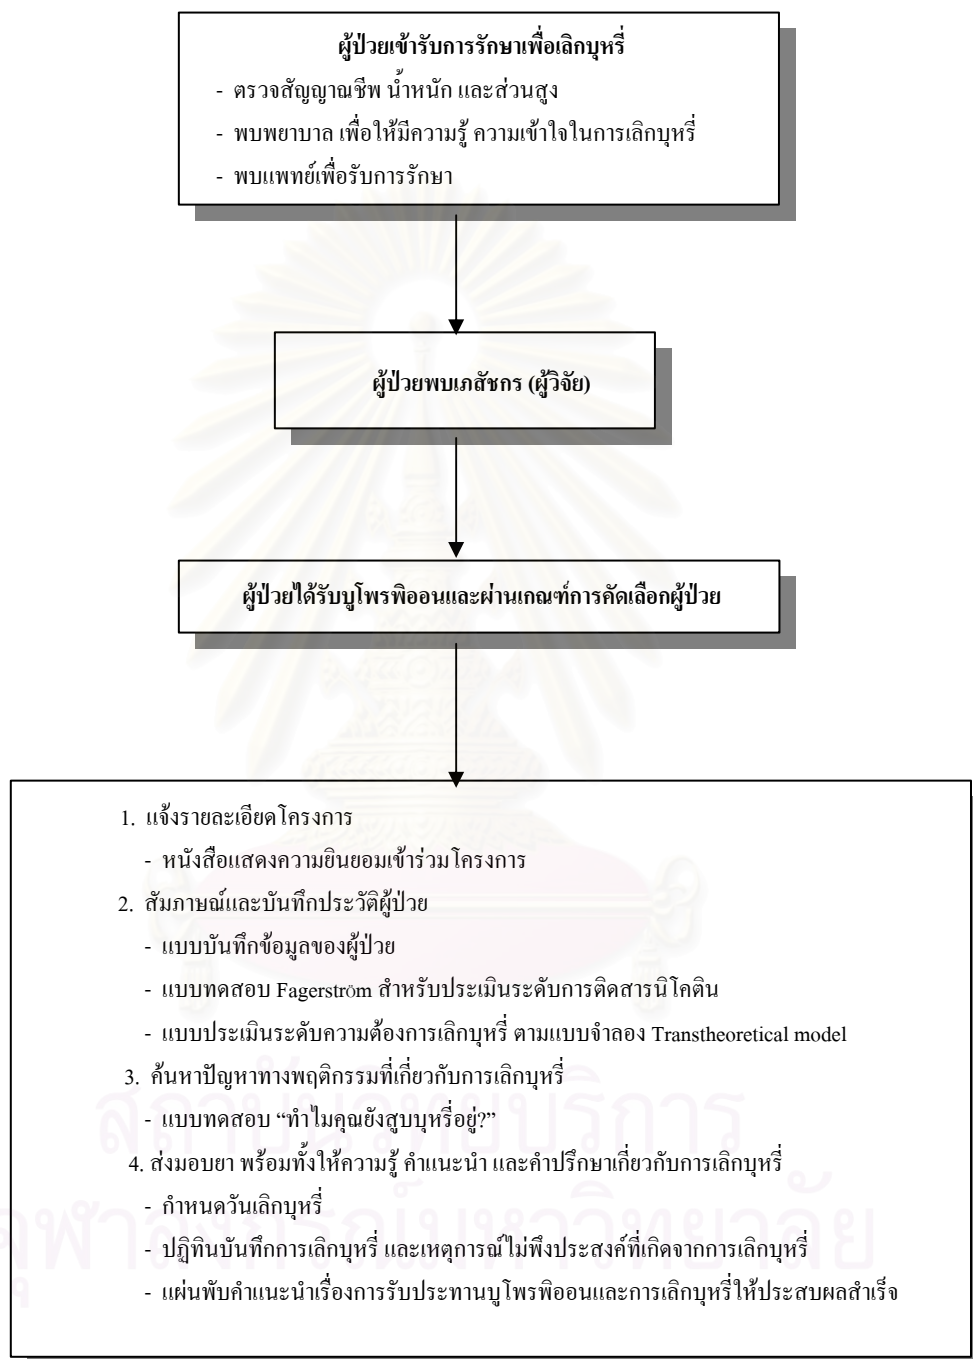 ผู้ป่วยเข้ารับการรักษาเพื่อเลิกบุหรี่
- ตรวจสัญญาณชีพ น้ำหนัก และส่วนสูง
- พบพยาบาล เพื่อให้มีความรู้ ความเข้าใจในการเลิกบุหรี่
- พบแพทย์เพื่อรับการรักษา
ผู้ป่วยพบเภสัชกร (ผู้วิจัย)
ผู้ป่วยได้รับบูโพรพิออนและผ่านเกณฑ์การคัดเลือกผู้ป่วย
1. แจ้งรายละเอียดโครงการ
- หนังสือแสดงความยินยอมเข้าร่วมโครงการ
2. สัมภาษณ์และบันทึกประวัติผู้ป่วย
- แบบบันทึกข้อมูลของผู้ป่วย
- แบบทดสอบ Fagerström สำหรับประเมินระดับการติดสารนิโคติน
- แบบประเมินระดับความต้องการเลิกบุหรี่ ตามแบบจำลอง Transtheoretical model
3. ค้นหาปัญหาทางพฤติกรรมที่เกี่ยวกับการเลิกบุหรี่
- แบบทดสอบ “ทำไมคุณยังสูบบุหรี่อยู่?”
4. ส่งมอบยา พร้อมทั้งให้ความรู้ คำแนะนำ และคำปรึกษาเกี่ยวกับการเลิกบุหรี่
- กำหนดวันเลิกบุหรี่
- ปฏิทินบันทึกการเลิกบุหรี่ และเหตุการณ์ไม่พึงประสงค์ที่เกิดจากการเลิกบุหรี่
- แผ่นพับคำแนะนำเรื่องการรับประทานบูโพรพิออนและการเลิกบุหรี่ให้ประสบผลสำเร็จ
สถาบันวิทยบริการ
จุฬาลงกรณ์มหาวิทยาลัย